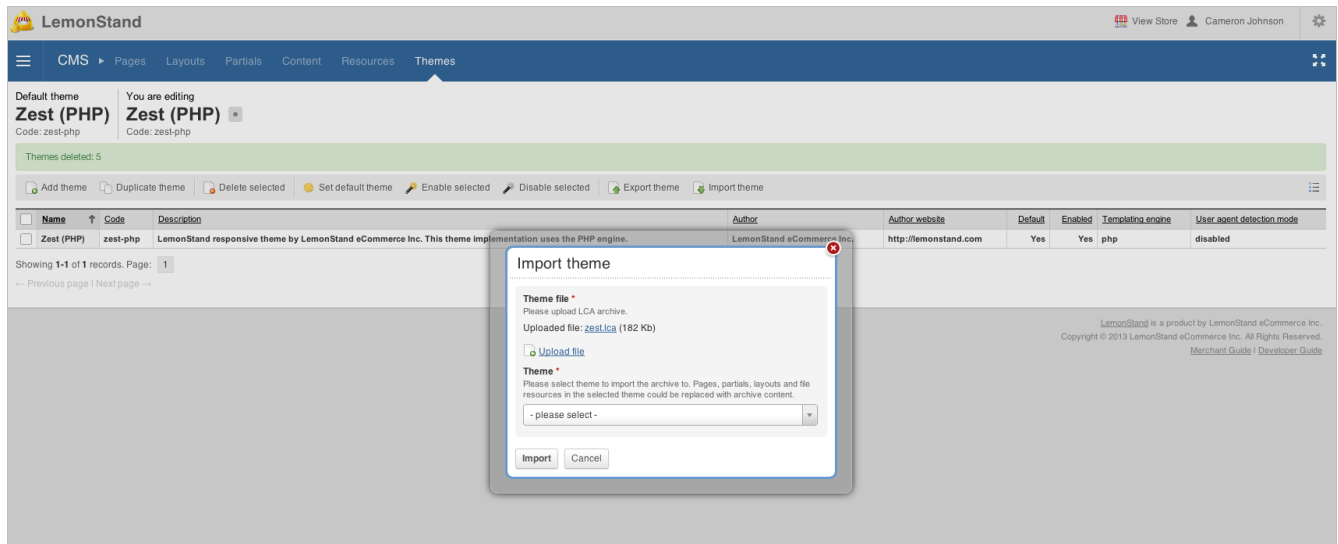 LemonStand
View Store Cameron Johnson
CMS ▸ Pages Layouts Partials Content Resources Themes
Default theme You are editing
Zest (PHP) Zest (PHP)
Code: zest-php Code: zest-php
Themes deleted: 5
Add theme Duplicate theme Delete selected Set default theme Enable selected Disable selected Export theme Import theme
Name ↑ Code Description Author Author website Default Enabled Templating engine User agent detection mode
Zest (PHP) zest-php LemonStand responsive theme by LemonStand eCommerce Inc. This theme implementation uses the PHP engine. LemonStand eCommerce Inc. http://lemonstand.com Yes Yes php disabled
Showing 1-1 of 1 records. Page: 1
← Previous page | Next page →
Import theme
Theme file *
Please upload LCA archive.
Uploaded file: zest.lca (182 Kb)
Upload file
Theme *
Please select theme to import the archive to. Pages, partials, layouts and file
resources in the selected theme could be replaced with archive content.
- please select -
Import Cancel
LemonStand is a product by LemonStand eCommerce Inc.
Copyright © 2013 LemonStand eCommerce Inc. All Rights Reserved.
Merchant Guide | Developer Guide